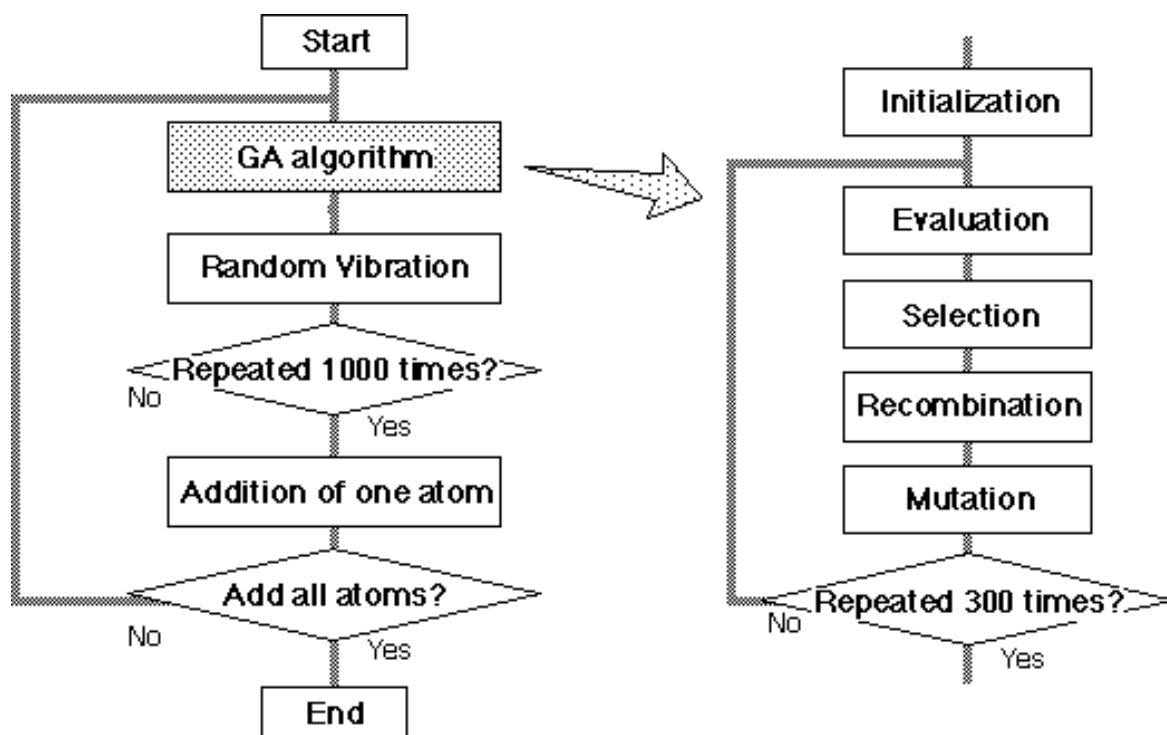 Start
GA algorithm
Random Vibration
Repeated 1000 times?
No
Yes
Addition of one atom
Add all atoms?
No
Yes
End
Initialization
Evaluation
Selection
Recombination
Mutation
Repeated 300 times?
No
Yes